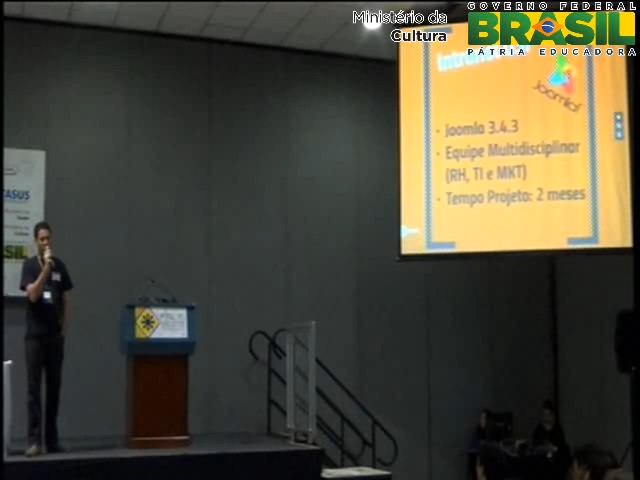 Ministério da
Cultura
GOVERNO FEDERAL
BRASIL
PÁTRIA EDUCADORA
Joomla!
Joomla 3.4.3
Equipe Multidisciplinar
(RH, TI e MKT)
Tempo Projeto: 2 meses